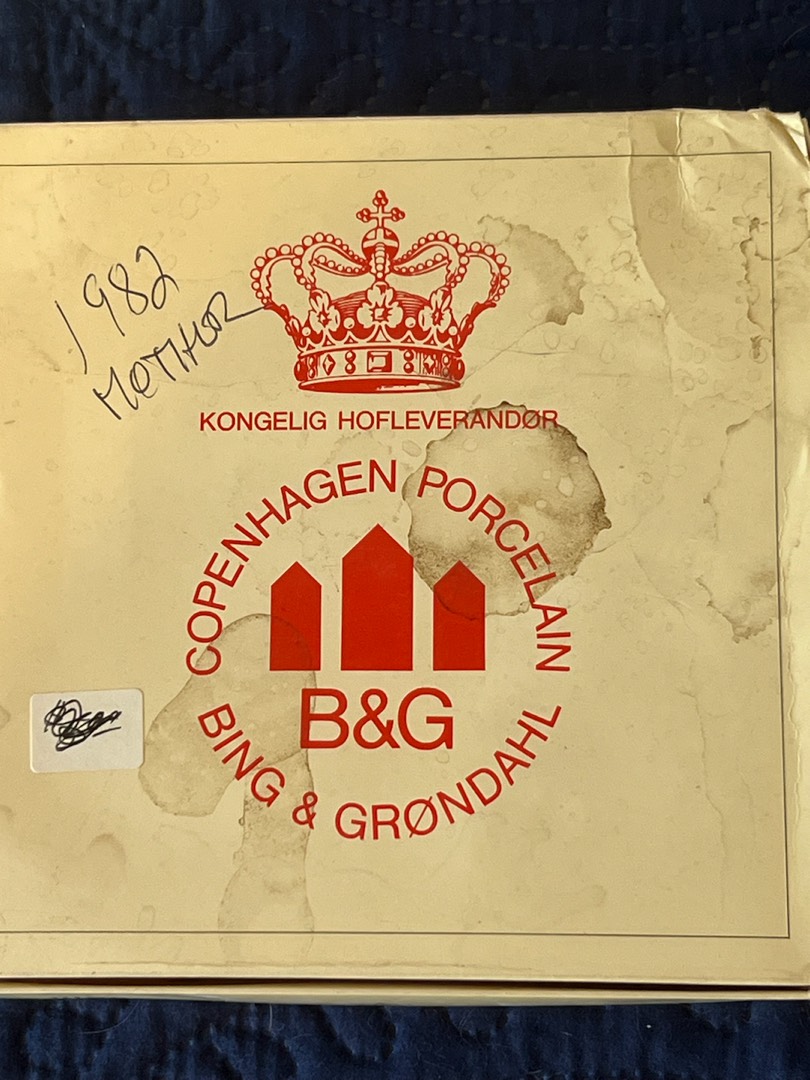 1982
MOTHER
KONGELIG HOFLEVERANDØR
COPENHAGEN PORCELAIN
B&G
BING & GRØNDAHL